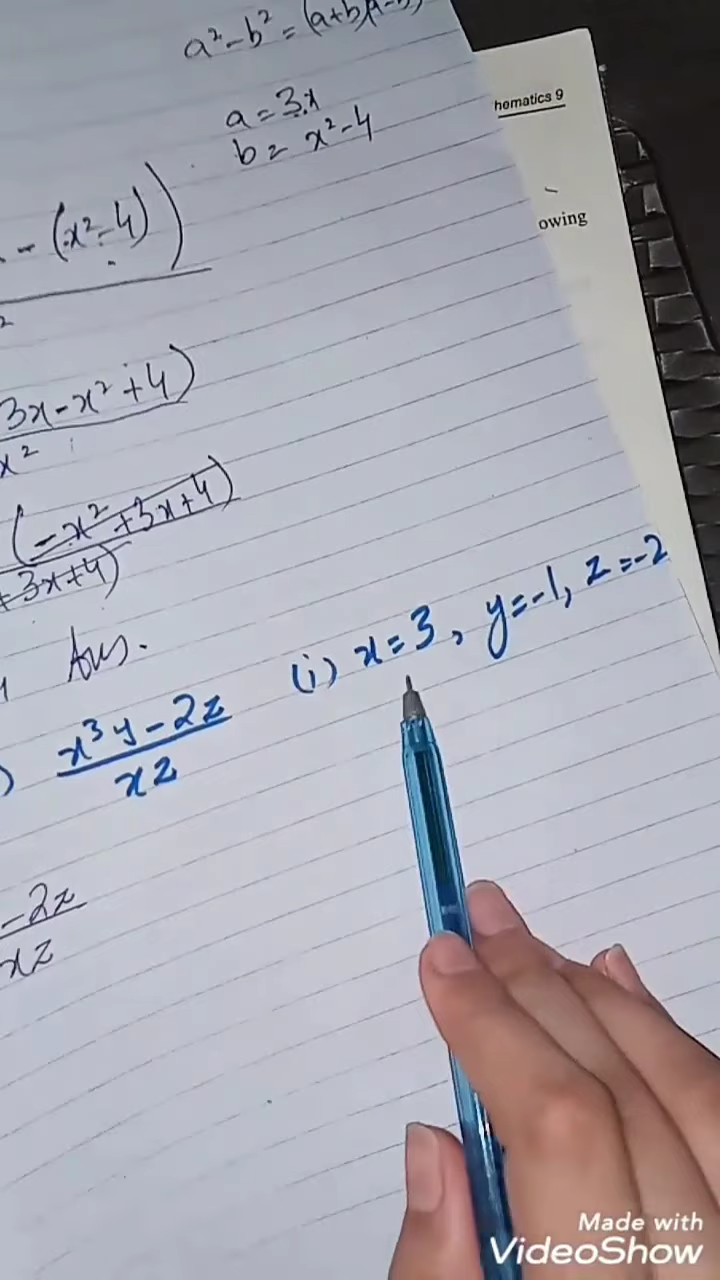 a² - b² = (a+b)(a-b)
a = 3x
b = x² - 4
hematics 9
- (x² - 4))
owing
2
3x - x² + 4)
x²
(-x² + 3x + 4)
+ 3x + 4)
Ans.
(i) x = 3, y = -1, z = -2
) x³y - 2z
xz
- 2z
xz
Made with
VideoShow